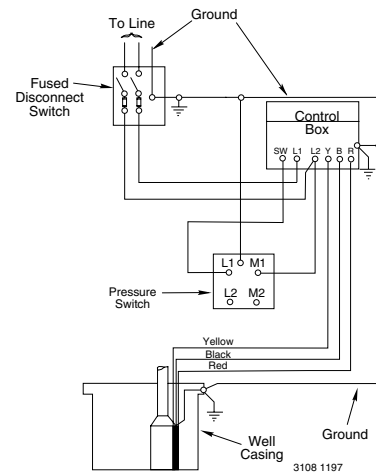 To Line
Ground
Fused
Disconnect
Switch
Control
Box
SW L1 L2 Y B R
L1 M1
Pressure
Switch
L2 M2
Yellow
Black
Red
Well
Casing
Ground
3108 1197